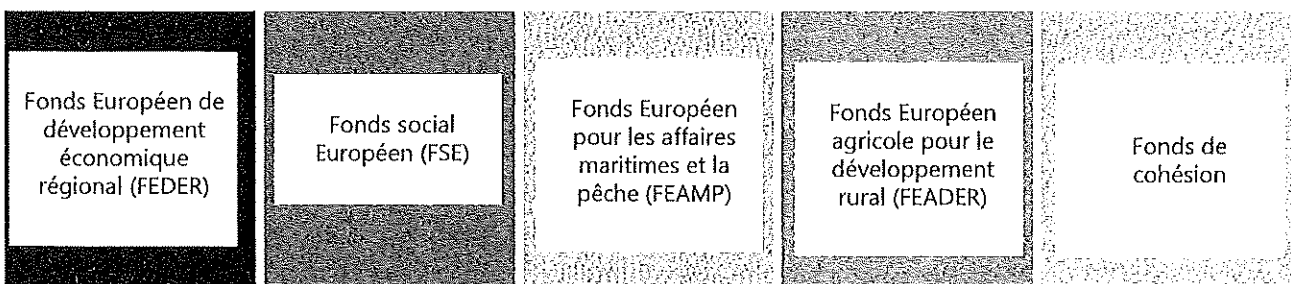 Fonds Européen de
développement
économique
régional (FEDER)
Fonds social
Européen (FSE)
Fonds Européen
pour les affaires
maritimes et la
pêche (FEAMP)
Fonds Européen
agricole pour le
développement
rural (FEADER)
Fonds de
cohésion